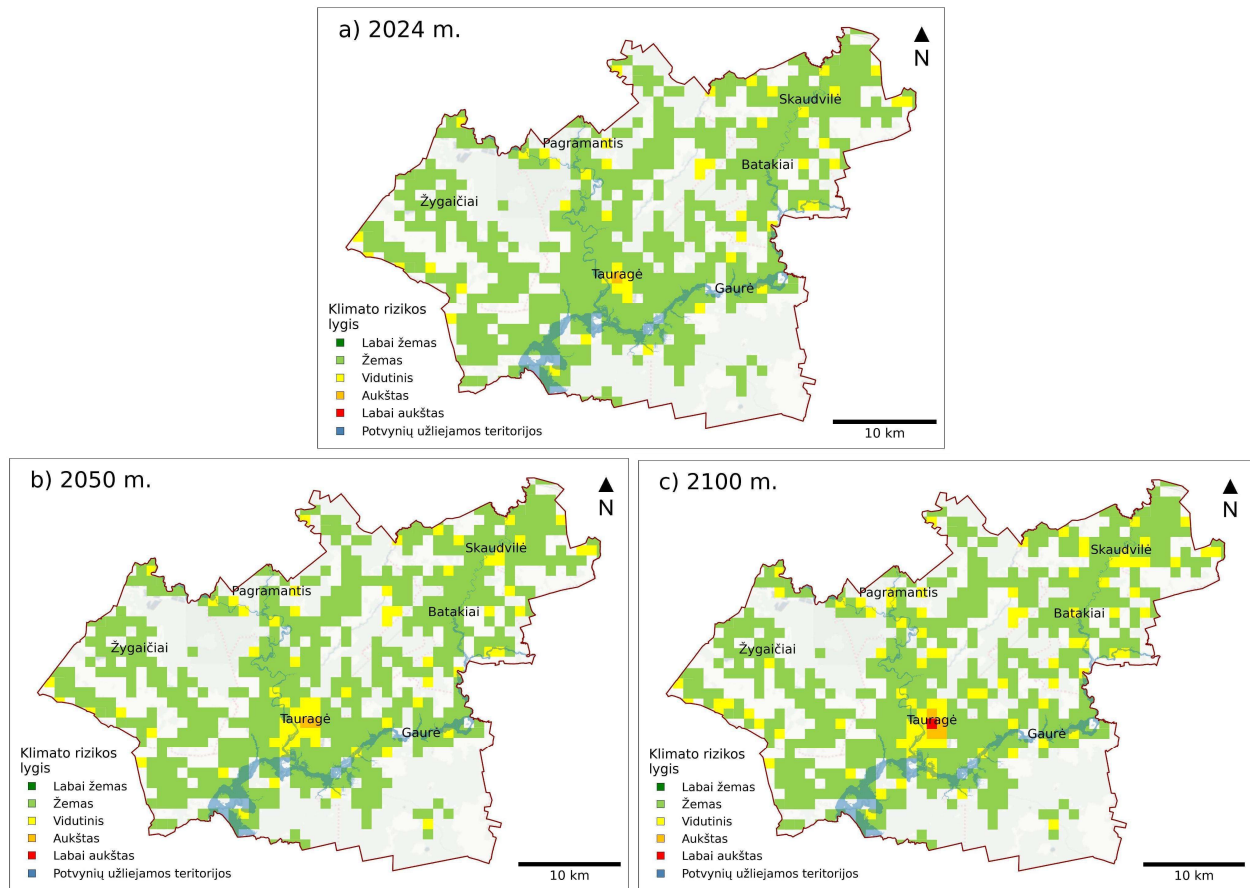 a) 2024 m.
N
Skaudvilė
Pagramantis
Batakiai
Žygaičiai
Tauragė
Gaurė
Klimato rizikos
lygis
Labai žemas
Žemas
Vidutinis
Aukštas
Labai aukštas
Potvynių užliejamos teritorijos
10 km
b) 2050 m.
N
Skaudvilė
Pagramantis
Batakiai
Žygaičiai
Tauragė
Gaurė
Klimato rizikos
lygis
Labai žemas
Žemas
Vidutinis
Aukštas
Labai aukštas
Potvynių užliejamos teritorijos
10 km
c) 2100 m.
N
Skaudvilė
Pagramantis
Batakiai
Žygaičiai
Tauragė
Gaurė
Klimato rizikos
lygis
Labai žemas
Žemas
Vidutinis
Aukštas
Labai aukštas
Potvynių užliejamos teritorijos
10 km